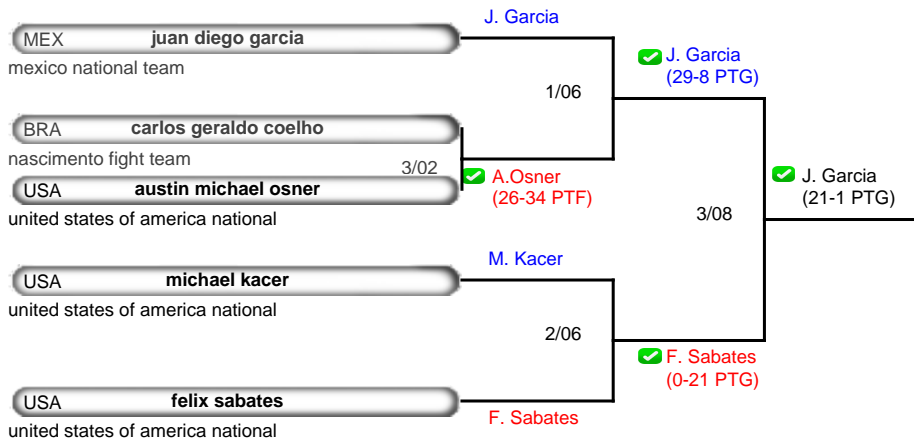 J. Garcia
MEX juan diego garcia
mexico national team
J. Garcia
(29-8 PTG)
1/06
BRA carlos geraldo coelho
nascimento fight team
3/02
A.Osner
(26-34 PTF)
USA austin michael osner
united states of america national
J. Garcia
(21-1 PTG)
3/08
M. Kacer
USA michael kacer
united states of america national
2/06
F. Sabates
(0-21 PTG)
USA felix sabates
F. Sabates
united states of america national